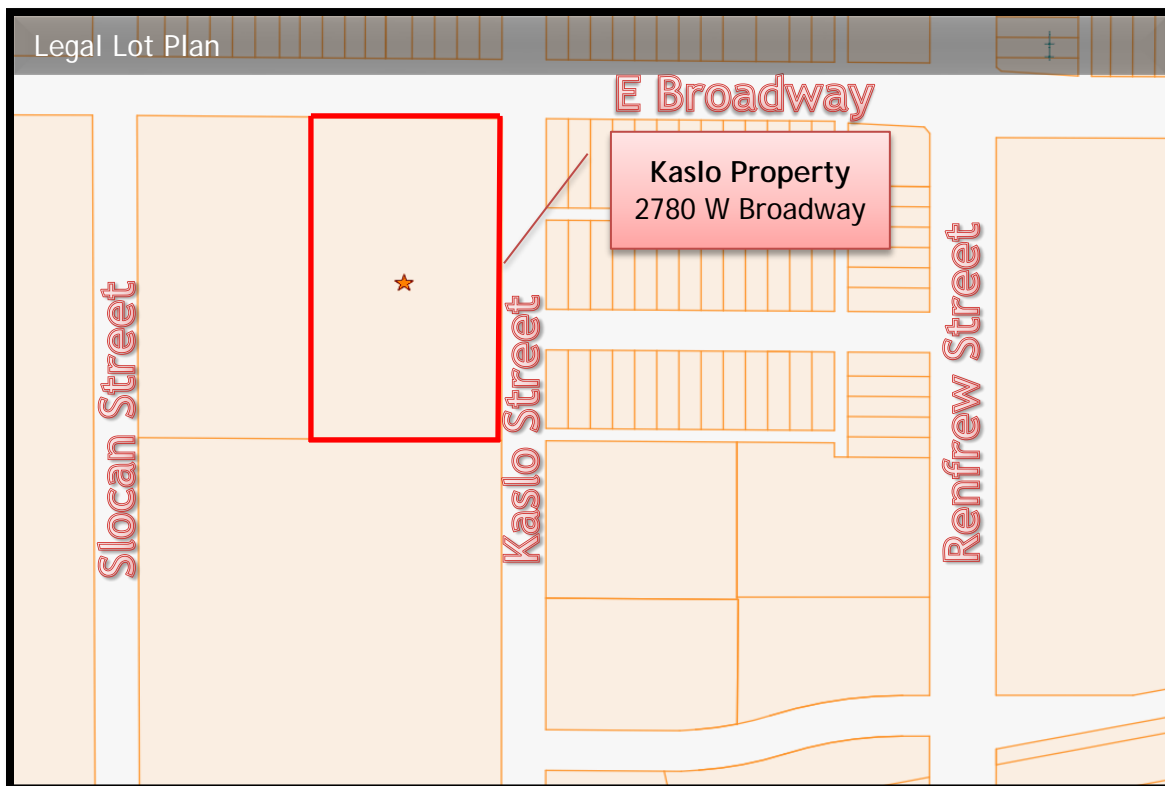 Legal Lot Plan
E Broadway
Kaslo Property
2780 W Broadway
Slocan Street
Kaslo Street
Renfrew Street